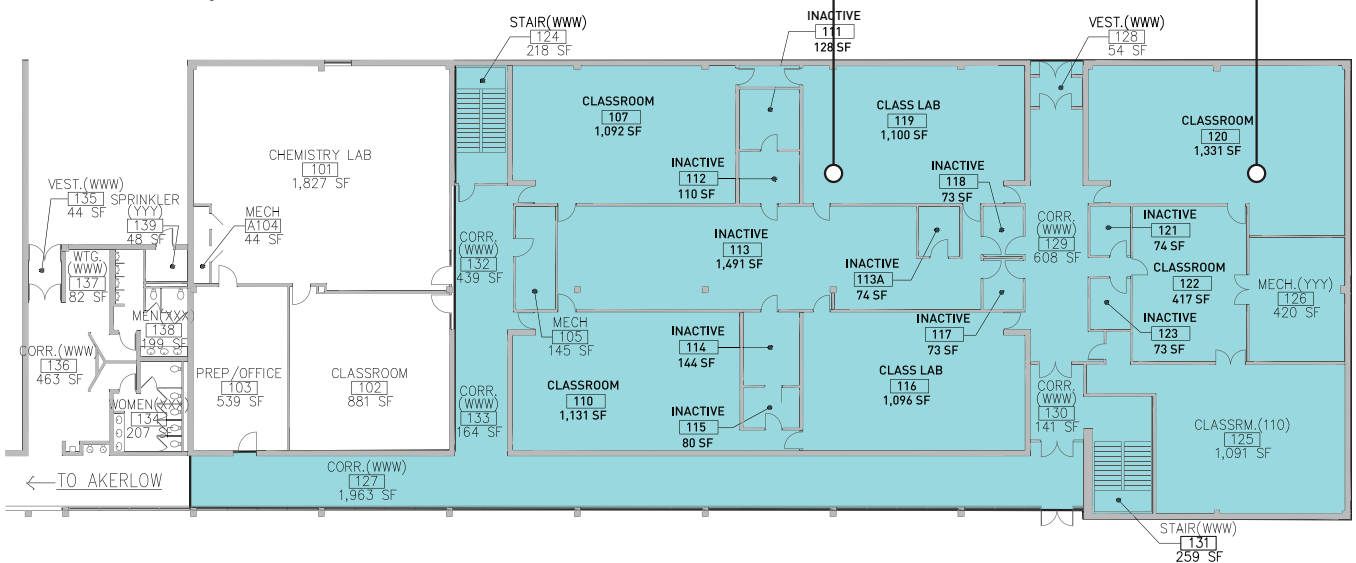 STAIR(WWW)
124
218 SF
INACTIVE
111
128 SF
VEST.(WWW)
128
54 SF
CLASSROOM
107
1,092 SF
CLASS LAB
119
1,100 SF
CLASSROOM
120
1,331 SF
CHEMISTRY LAB
101
1,827 SF
INACTIVE
112
110 SF
INACTIVE
118
73 SF
VEST.(WWW)
135
44 SF
SPRINKLER
(YYY)
139
48 SF
MECH
A104
44 SF
CORR.
(WWW)
132
439 SF
INACTIVE
113
1,491 SF
INACTIVE
113A
74 SF
CORR.
(WWW)
129
608 SF
INACTIVE
121
74 SF
CLASSROOM
122
417 SF
MECH.(YYY)
126
420 SF
WTG.
(WWW)
137
82 SF
MEN(XXX)
138
199 SF
MECH
105
145 SF
INACTIVE
114
144 SF
INACTIVE
117
73 SF
INACTIVE
123
73 SF
CORR.(WWW)
136
463 SF
PREP/OFFICE
103
539 SF
CLASSROOM
102
881 SF
CORR.
(WWW)
133
164 SF
CLASSROOM
110
1,131 SF
INACTIVE
115
80 SF
CLASS LAB
116
1,096 SF
CORR.
(WWW)
130
141 SF
CLASSRM.(110)
125
1,091 SF
WOMEN(XXX)
134
207 SF
CORR.(WWW)
127
1,963 SF
← TO AKERLOW
STAIR(WWW)
131
259 SF